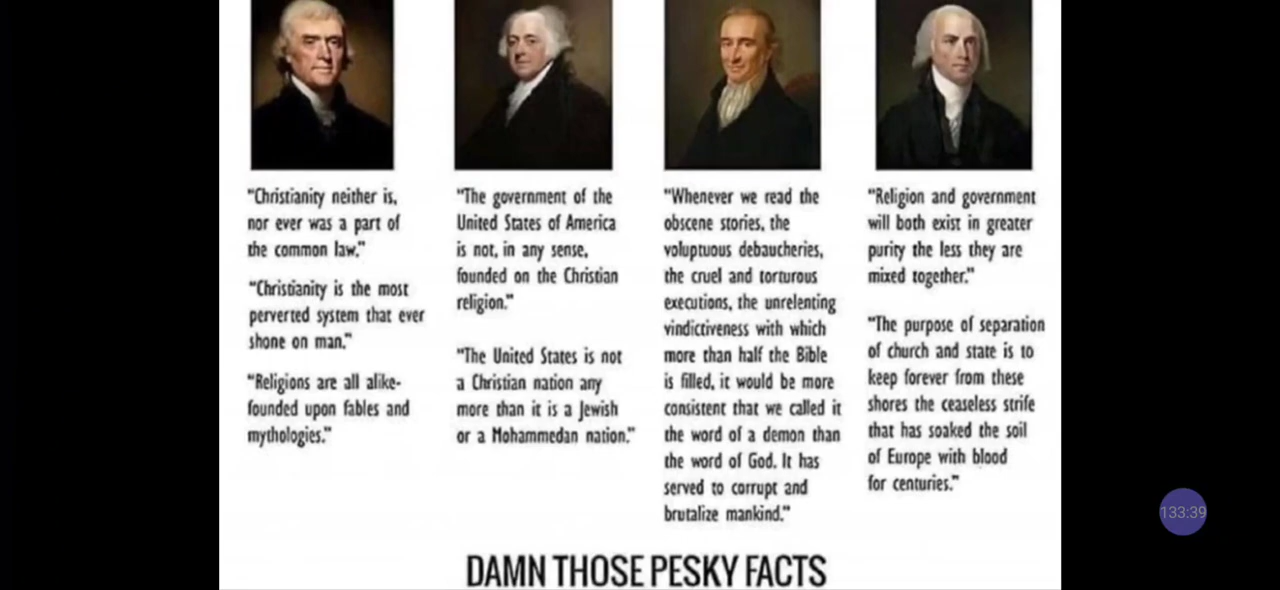 "Christianity neither is,
nor ever was a part of
the common law."
"Christianity is the most
perverted system that ever
shone on man."
"Religions are all alike-
founded upon fables and
mythologies."
"The government of the
United States of America
is not, in any sense,
founded on the Christian
religion."
"The United States is not
a Christian nation any
more than it is a Jewish
or a Mohammedan nation."
"Whenever we read the
obscene stories, the
voluptuous debaucheries,
the cruel and torturous
executions, the unrelenting
vindictiveness with which
more than half the Bible
is filled, it would be more
consistent that we called it
the word of a demon than
the word of God. It has
served to corrupt and
brutalize mankind."
"Religion and government
will both exist in greater
purity the less they are
mixed together."
"The purpose of separation
of church and state is to
keep forever from these
shores the ceaseless strife
that has soaked the soil
of Europe with blood
for centuries."
133:39
DAMN THOSE PESKY FACTS